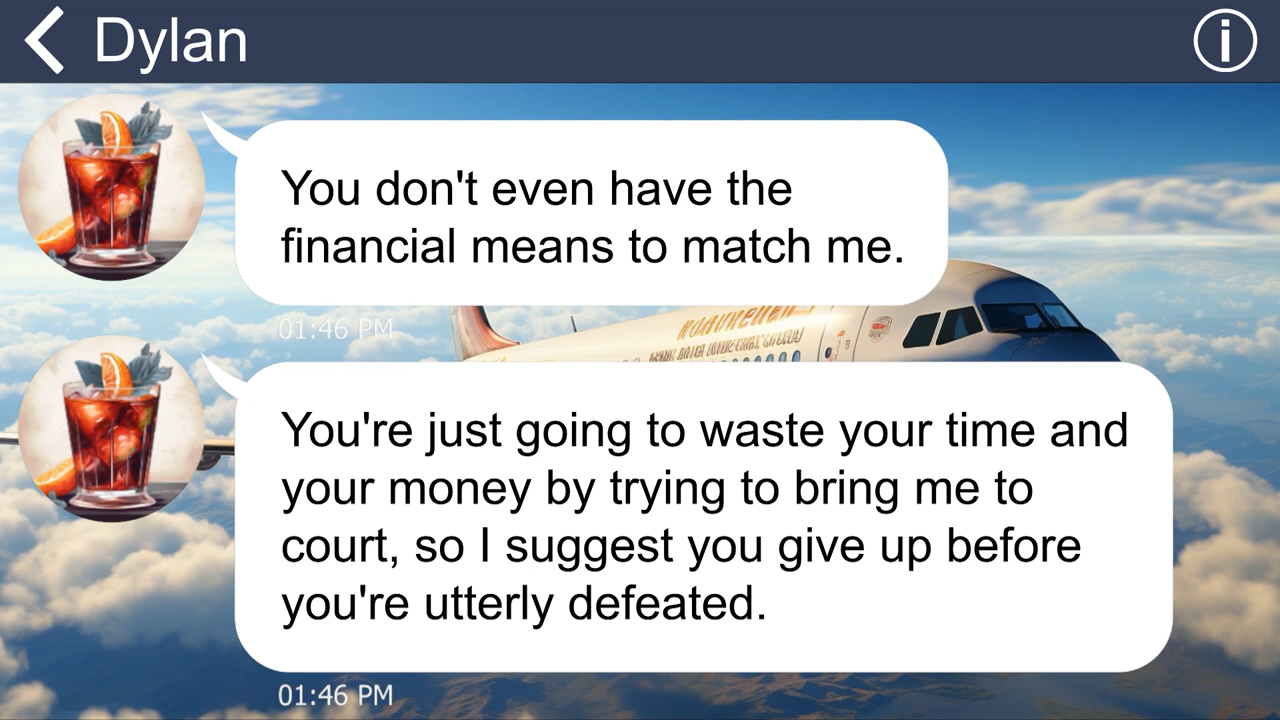 Dylan
You don't even have the
financial means to match me.
01:46 PM
You're just going to waste your time and
your money by trying to bring me to
court, so I suggest you give up before
you're utterly defeated.
01:46 PM